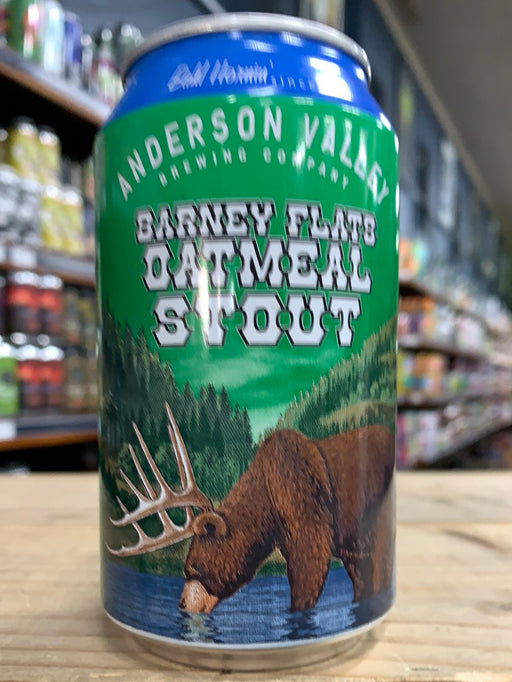 Bahl Hornin'
ANDERSON VALLEY
BREWING COMPANY
BARNEY FLATS
OATMEAL
STOUT